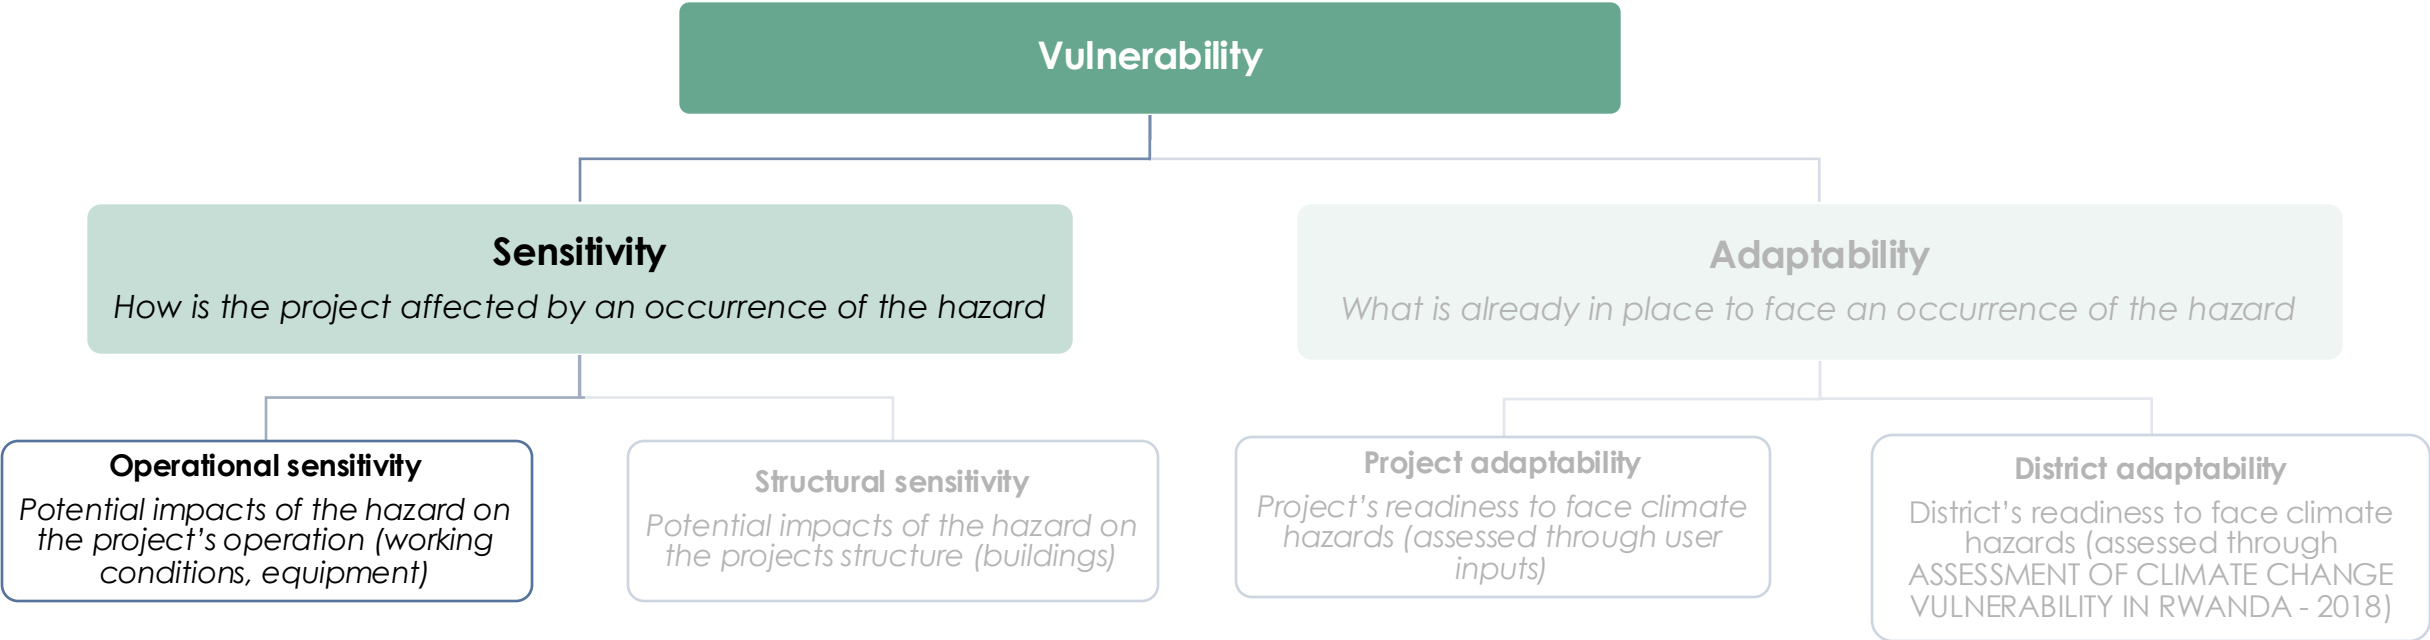 Vulnerability
Sensitivity
How is the project affected by an occurrence of the hazard
Adaptability
What is already in place to face an occurrence of the hazard
Operational sensitivity
Potential impacts of the hazard on
the project's operation (working
conditions, equipment)
Structural sensitivity
Potential impacts of the hazard on
the projects structure (buildings)
Project adaptability
Project's readiness to face climate
hazards (assessed through user
inputs)
District adaptability
District's readiness to face climate
hazards (assessed through
ASSESSMENT OF CLIMATE CHANGE
VULNERABILITY IN RWANDA - 2018)